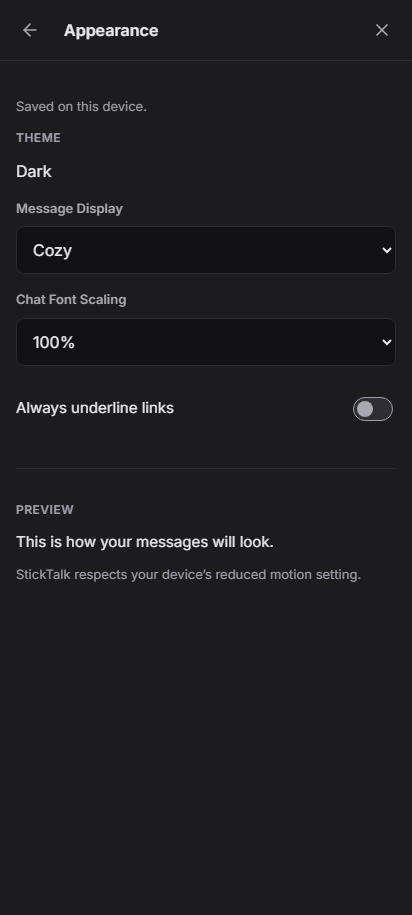 Appearance
Saved on this device.
THEME
Dark
Message Display
Cozy
Chat Font Scaling
100%
Always underline links
PREVIEW
This is how your messages will look.
StickTalk respects your device’s reduced motion setting.